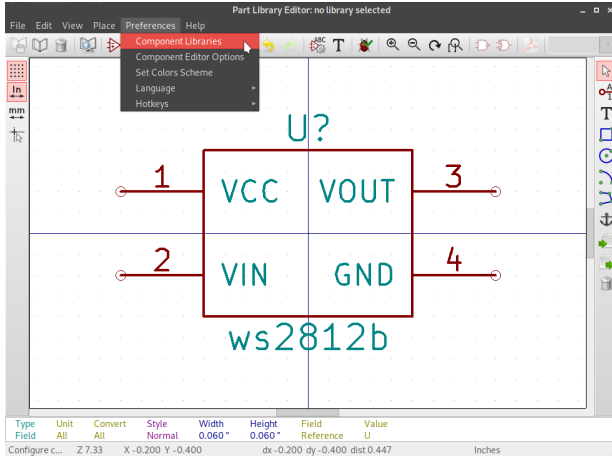 Part Library Editor: no library selected
File Edit View Place Preferences Help
Component Libraries
Component Editor Options
Set Colors Scheme
Language
Hotkeys
ABC
T
In
mm
A
T
U?
1 VCC VOUT 3
2 VIN GND 4
ws2812b
Type Unit Convert Style Width Height Field Value
Field All All Normal 0.060 " 0.060 " Reference U
Configure c... Z 7.33 X -0.200 Y -0.400 dx -0.200 dy -0.400 dist 0.447 Inches